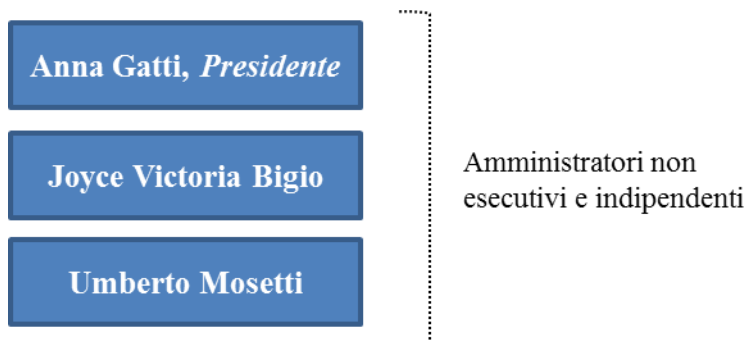 Anna Gatti, Presidente
Joyce Victoria Bigio
Umberto Mosetti
Amministratori non
esecutivi e indipendenti